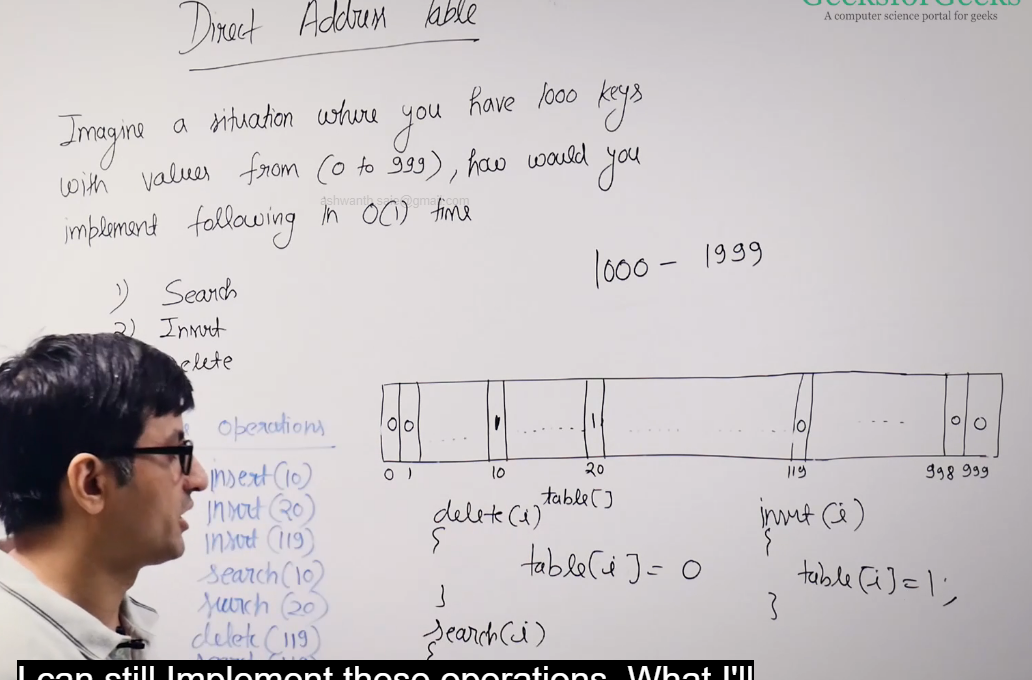 GeeksforGeeks
A computer science portal for geeks
Direct Address Table
Imagine a situation where you have 1000 keys
with values from (0 to 999), how would you
implement following in O(1) time
ashwanth.sate@gmail.com
1000 - 1999
1) Search
2) Insert
elete
operations
0 0 1 1 0 0 0
0 1 10 20 119 998 999
insert(10)
insert(20)
insert(119)
search(10)
search(20)
delete(119)
table[]
delete(i)
{
table[i] = 0
}
search(i)
{
insert(i)
{
table[i] = 1;
}
I can still Implement these operations. What I'll